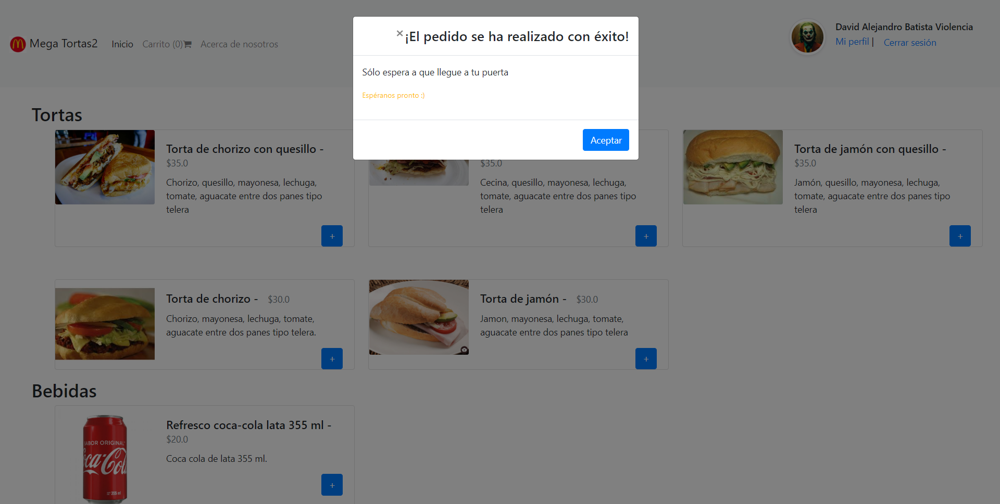 Mega Tortas2 Inicio Carrito (0) Acerca de nosotros
David Alejandro Batista Violencia
Mi perfil | Cerrar sesión
× ¡El pedido se ha realizado con éxito!
Sólo espera a que llegue a tu puerta
Espéranos pronto :)
Aceptar
Tortas
Torta de chorizo con quesillo -
$35.0
Chorizo, quesillo, mayonesa, lechuga,
tomate, aguacate entre dos panes tipo
telera
+
$35.0
Cecina, quesillo, mayonesa, lechuga,
tomate, aguacate entre dos panes tipo
telera
+
Torta de jamón con quesillo -
$35.0
Jamón, quesillo, mayonesa, lechuga,
tomate, aguacate entre dos panes tipo
telera
+
Torta de chorizo - $30.0
Chorizo, mayonesa, lechuga, tomate,
aguacate entre dos panes tipo telera.
+
Torta de jamón - $30.0
Jamon, mayonesa, lechuga, tomate,
aguacate entre dos panes tipo telera
+
Bebidas
SABOR ORIGINAL
Coca-Cola
355 ml
Refresco coca-cola lata 355 ml -
$20.0
Coca cola de lata 355 ml.
+